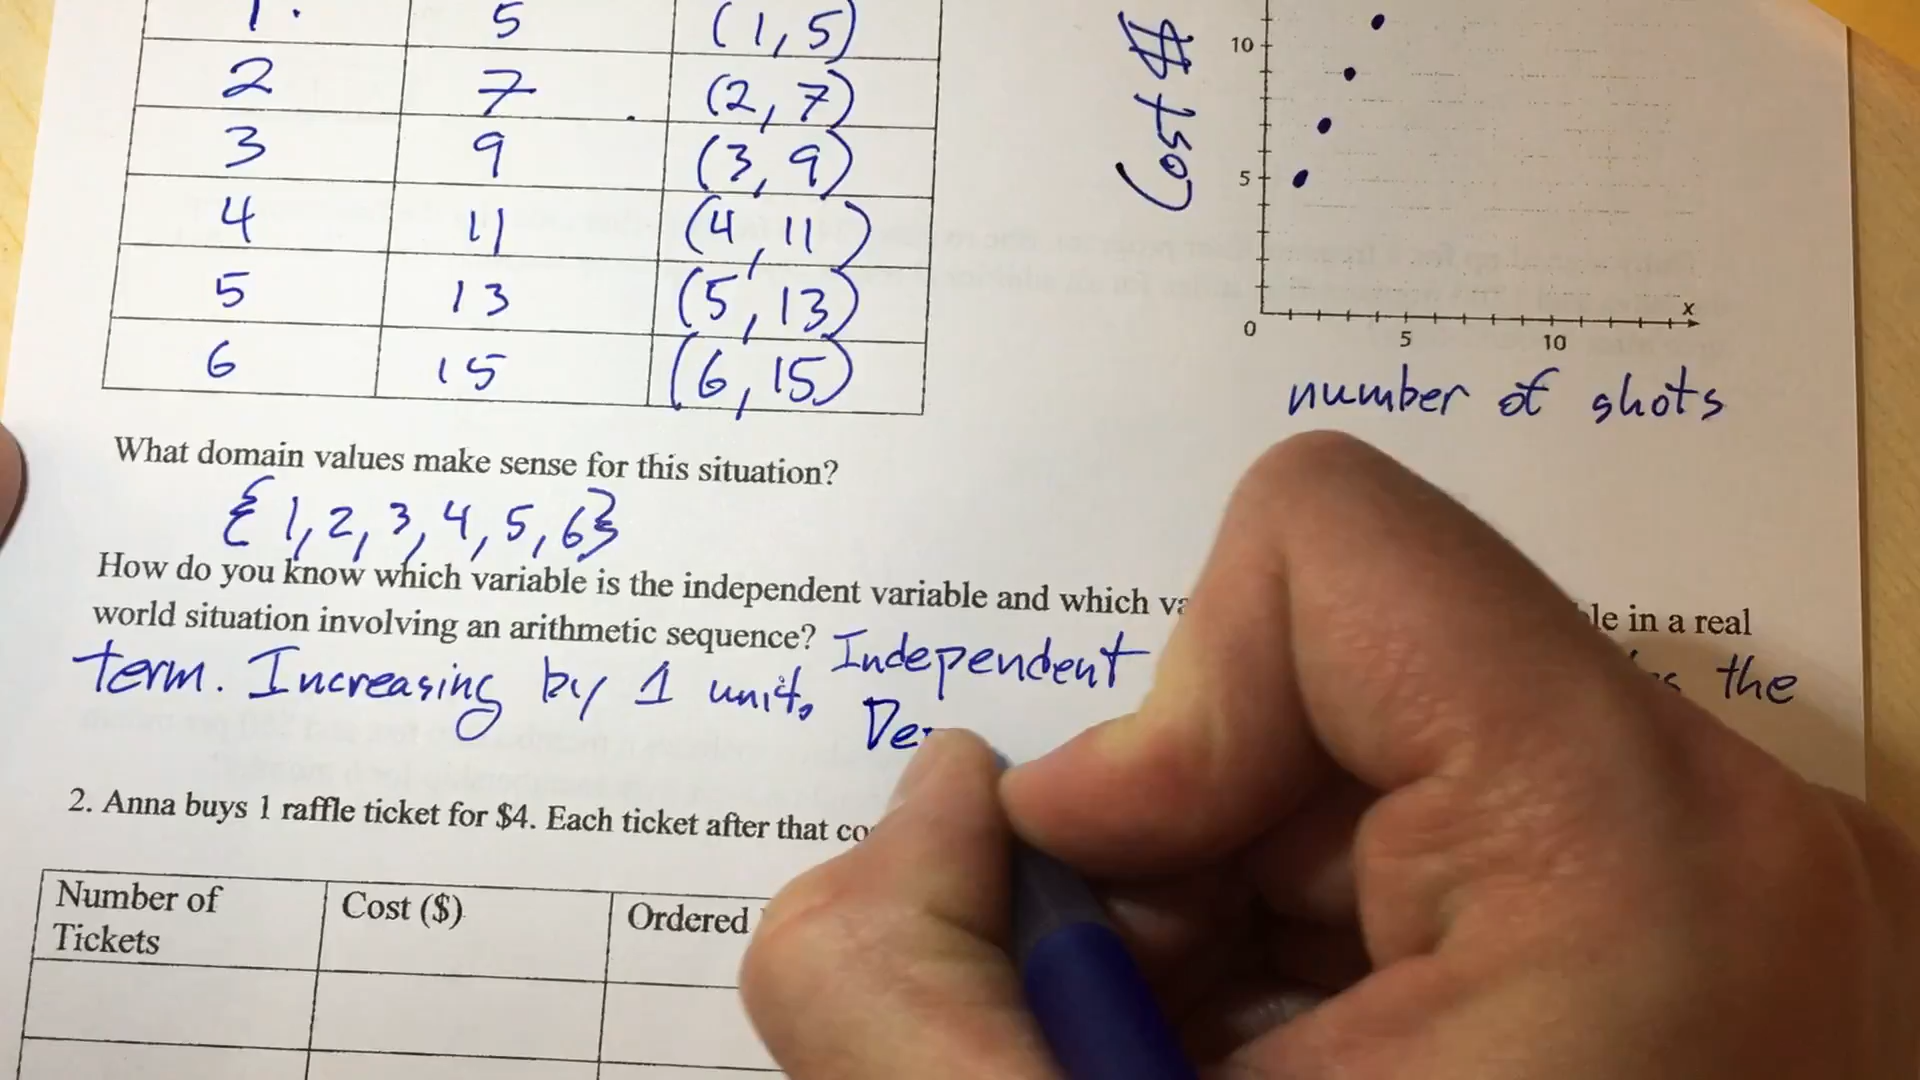 1. 5 (1,5)
2 7 (2,7)
3 9 (3,9)
4 11 (4,11)
5 13 (5,13)
6 15 (6,15)
Cost $
10
5
0 5 10 x
number of shots
What domain values make sense for this situation?
{1,2,3,4,5,6}
How do you know which variable is the independent variable and which in a real
world situation involving an arithmetic sequence? Independent the
term. Increasing by 1 unit.
2. Anna buys 1 raffle ticket for $4. Each ticket after that
Number of Tickets Cost ($) Ordered